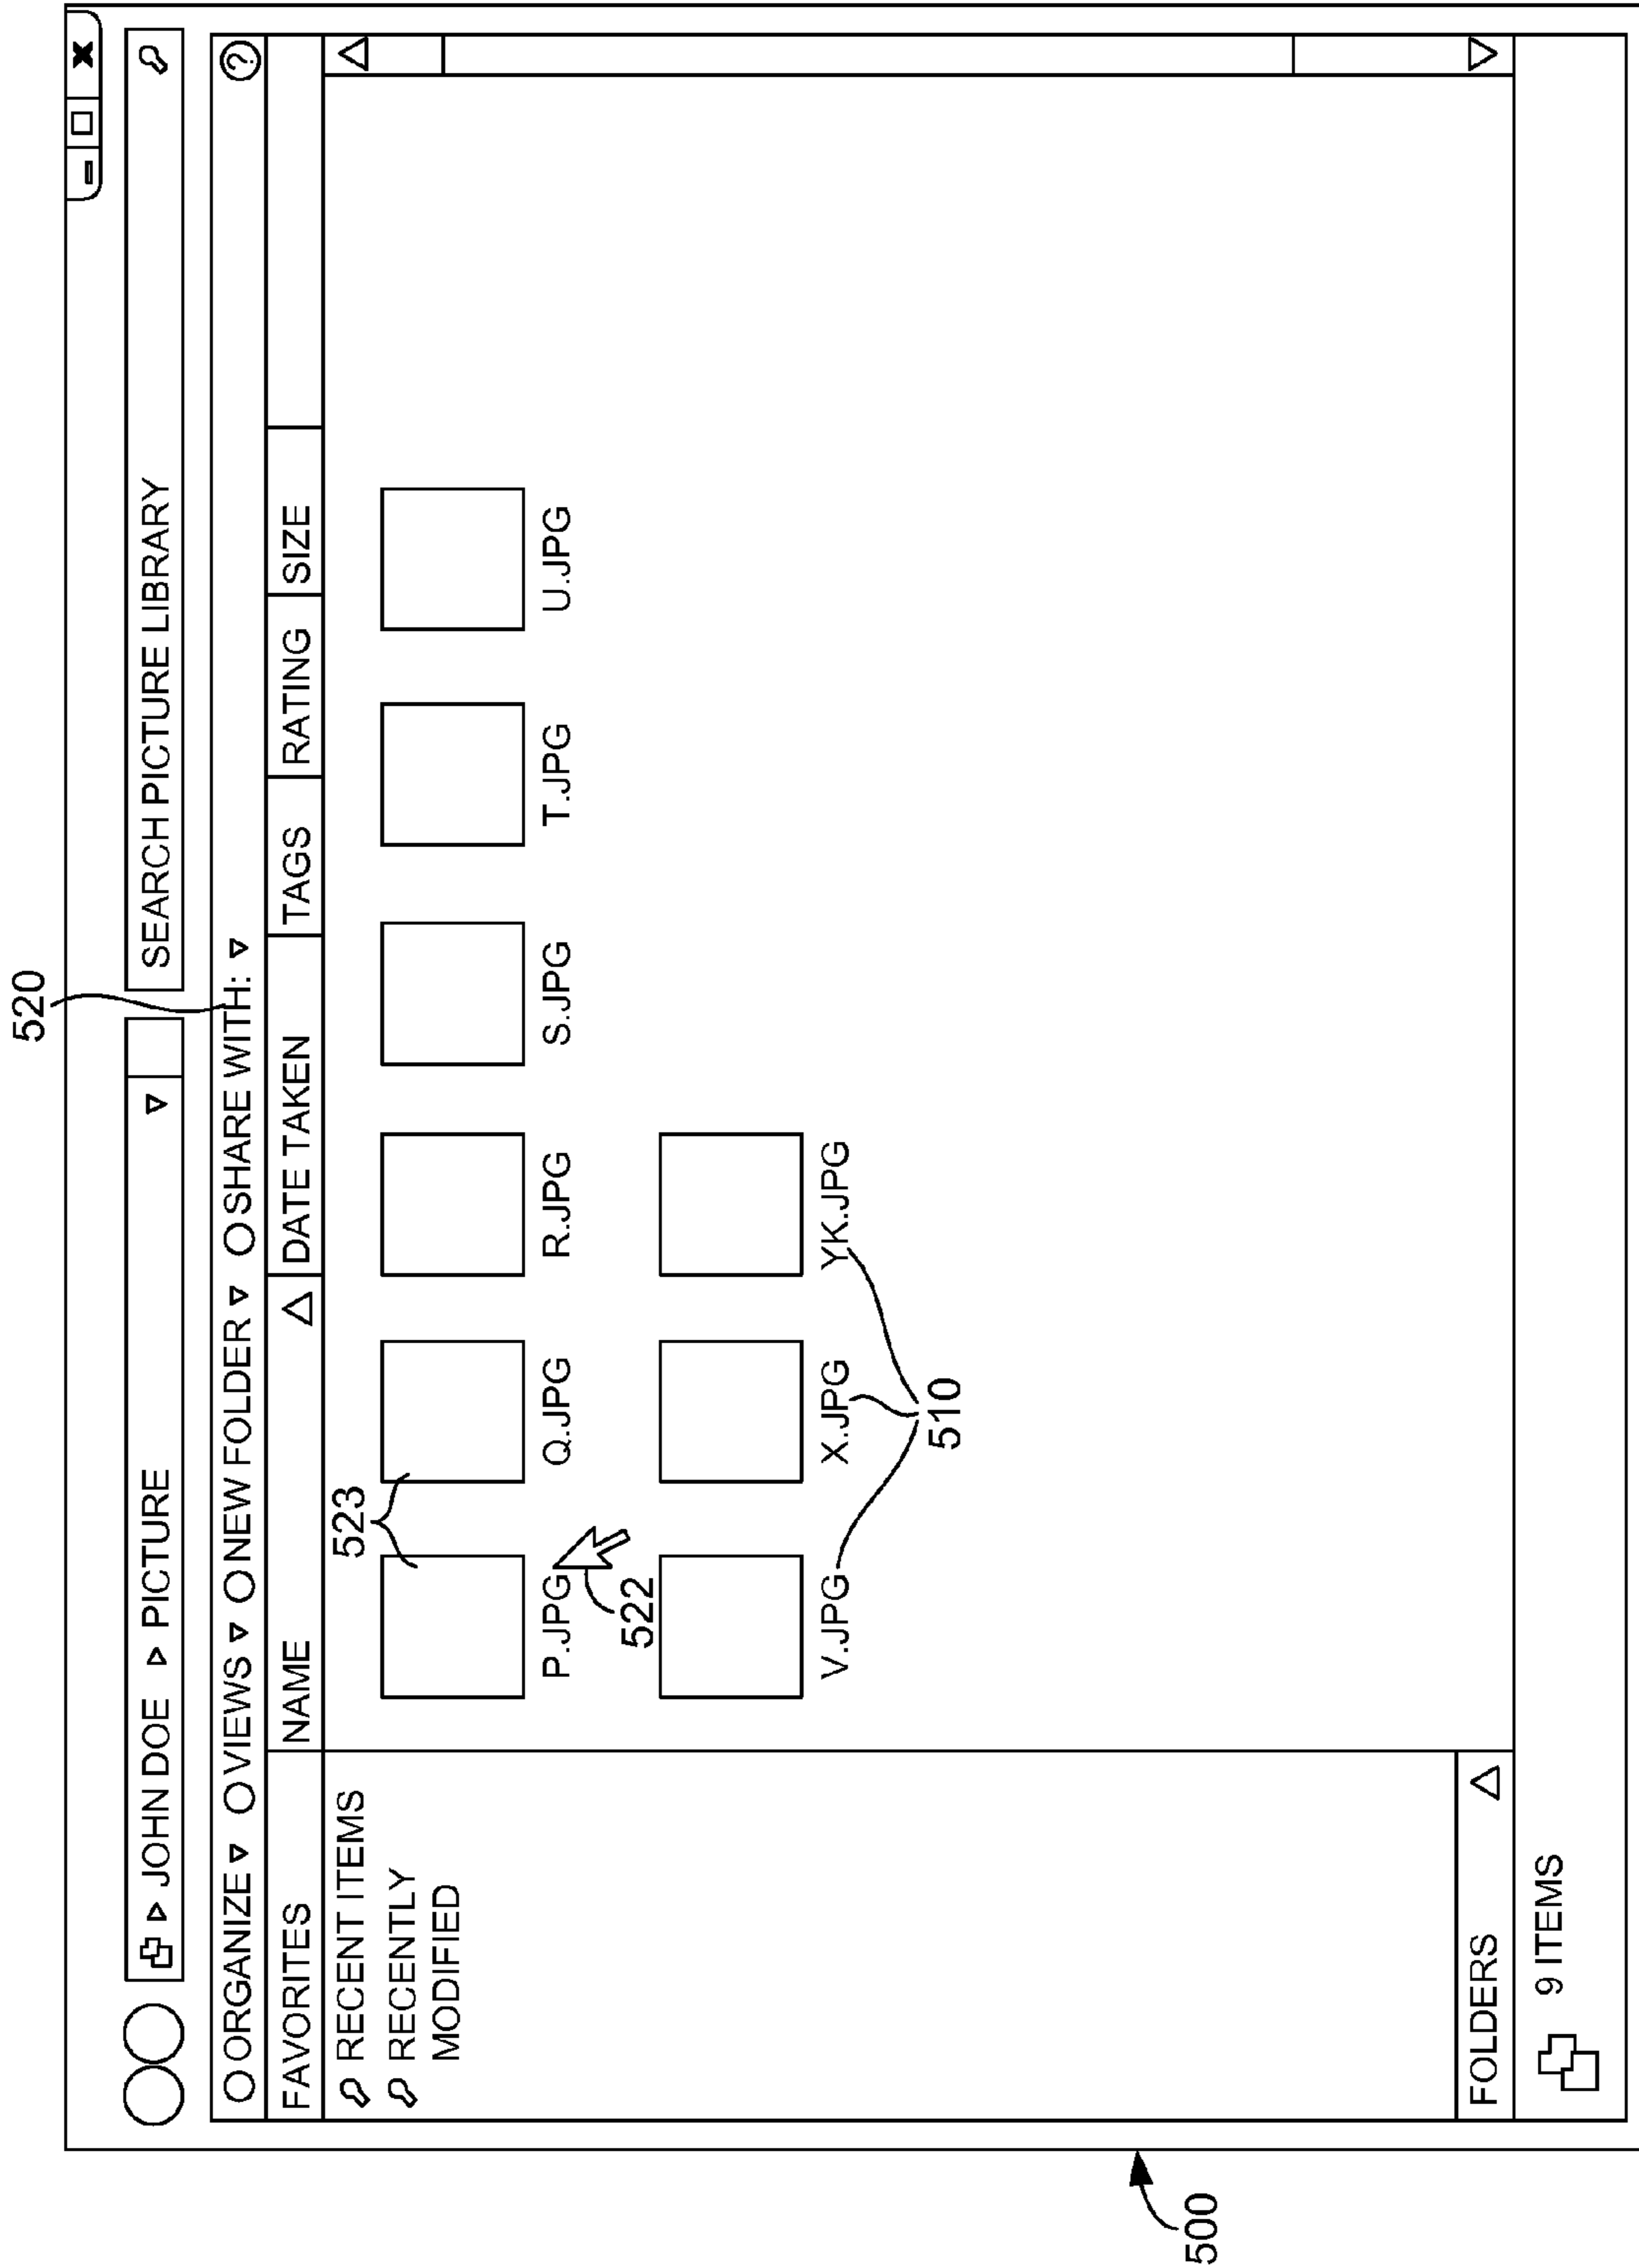 520
JOHN DOE PICTURE SEARCH PICTURE LIBRARY
ORGANIZE VIEWS NEW FOLDER SHARE WITH: ?
FAVORITES NAME DATE TAKEN TAGS RATING SIZE
RECENT ITEMS
RECENTLY
MODIFIED
523
P.JPG Q.JPG R.JPG S.JPG T.JPG U.JPG
522
V.JPG X.JPG YK.JPG
510
FOLDERS
9 ITEMS
500